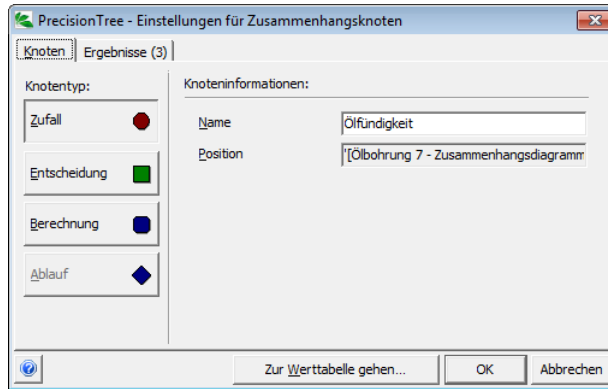 PrecisionTree - Einstellungen für Zusammenhangsknoten
Knoten
Ergebnisse (3)
Knotentyp:
Zufall
Entscheidung
Berechnung
Ablauf
Knoteninformationen:
Name
Ölfündigkeit
Position
'[Ölbohrung 7 - Zusammenhangsdiagramm
Zur Werttabelle gehen...
OK
Abbrechen